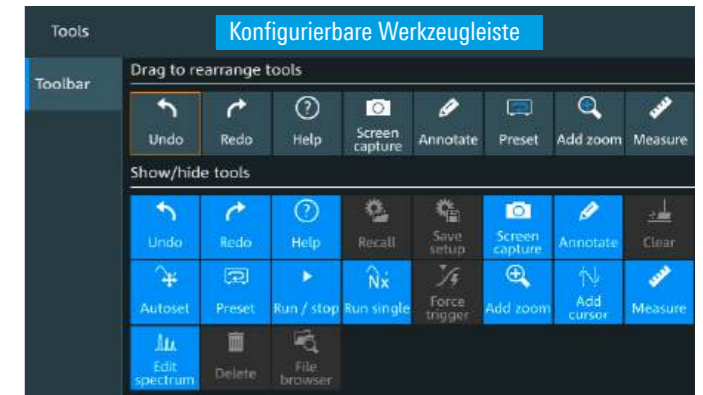 Tools
Konfigurierbare Werkzeugleiste
Toolbar
Drag to rearrange tools
Undo
Redo
Help
Screen
capture
Annotate
Preset
Add zoom
Measure
Show/hide tools
Undo
Redo
Help
Recall
Save
setup
Screen
capture
Annotate
Clear
Autoset
Preset
Run / stop
Run single
Force
trigger
Add zoom
Add
cursor
Measure
Edit
spectrum
Delete
File
browser